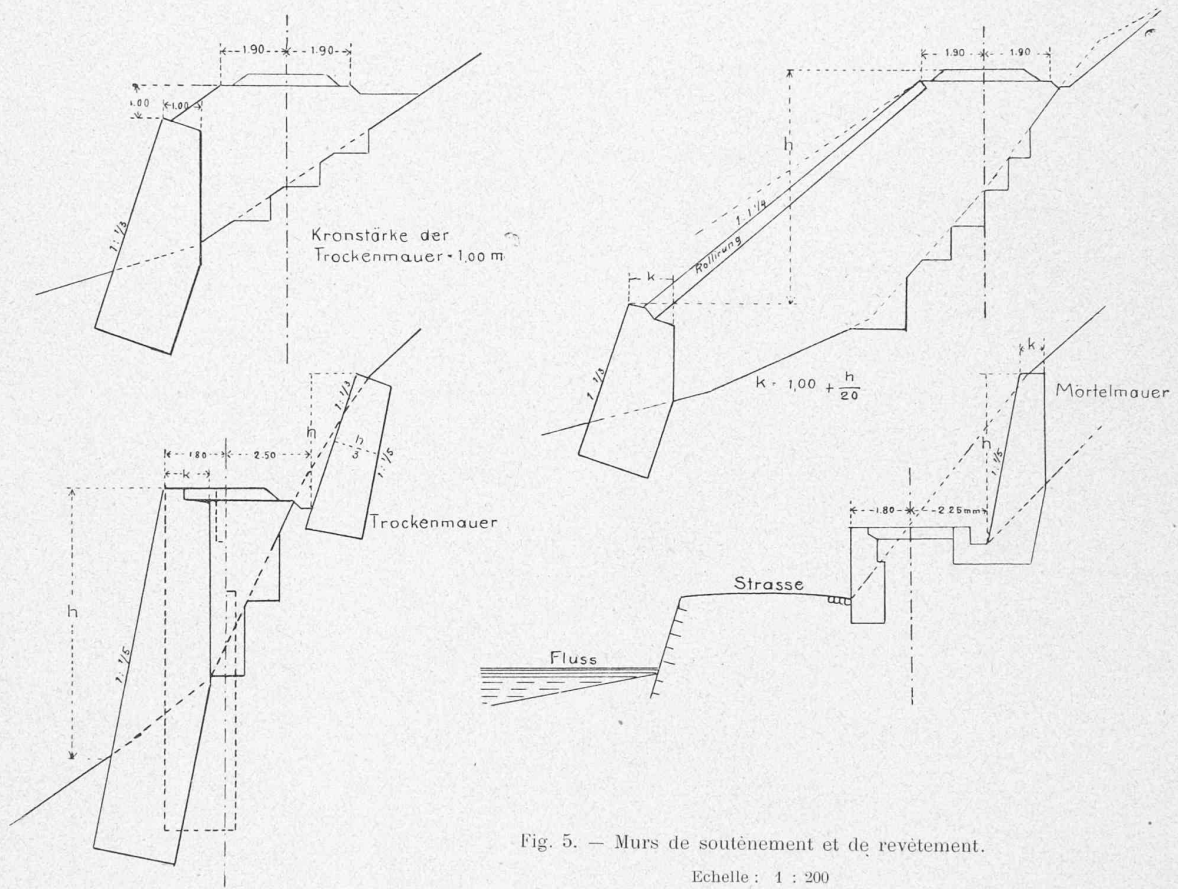 1.90 1.90
1.00
1.00
1: 1/3
Kronstärke der
Trockenmauer = 1,00 m
1.90 1.90
h
1: 1 1/4
Rollirung
k
1: 1/3
k = 1,00 + h/20
1.80 2.50
k
h
1: 1/5
h
1: 1/3
h/3
1: 1/5
Trockenmauer
k
Mörtelmauer
h
1: 1/5
1.80 2.25mm
Strasse
Fluss
Fig. 5. — Murs de soutènement et de revêtement.
Echelle : 1 : 200